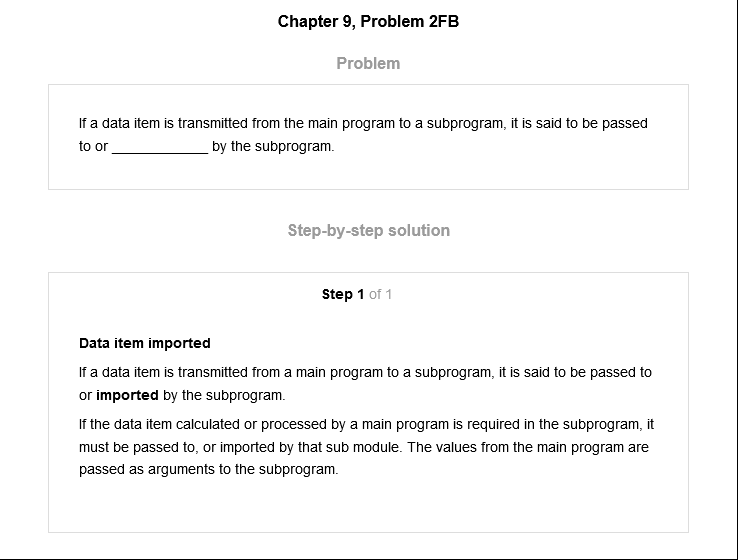 Chapter 9, Problem 2FB
Problem
If a data item is transmitted from the main program to a subprogram, it is said to be passed
to or ____________ by the subprogram.
Step-by-step solution
Step 1 of 1
Data item imported
If a data item is transmitted from a main program to a subprogram, it is said to be passed to
or imported by the subprogram.
If the data item calculated or processed by a main program is required in the subprogram, it
must be passed to, or imported by that sub module. The values from the main program are
passed as arguments to the subprogram.